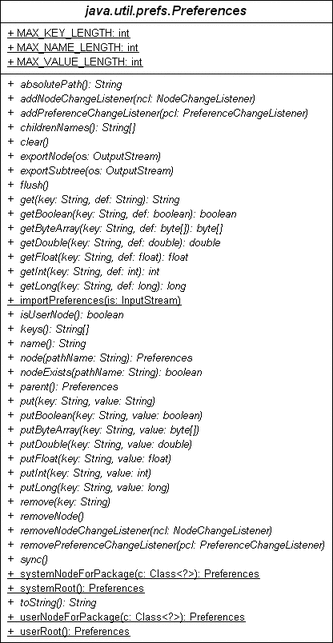 java.util.prefs.Preferences
+ MAX_KEY_LENGTH: int
+ MAX_NAME_LENGTH: int
+ MAX_VALUE_LENGTH: int
+ absolutePath(): String
+ addNodeChangeListener(ncl: NodeChangeListener)
+ addPreferenceChangeListener(pcl: PreferenceChangeListener)
+ childrenNames(): String[]
+ clear()
+ exportNode(os: OutputStream)
+ exportSubtree(os: OutputStream)
+ flush()
+ get(key: String, def: String): String
+ getBoolean(key: String, def: boolean): boolean
+ getByteArray(key: String, def: byte[]): byte[]
+ getDouble(key: String, def: double): double
+ getFloat(key: String, def: float): float
+ getInt(key: String, def: int): int
+ getLong(key: String, def: long): long
+ importPreferences(is: InputStream)
+ isUserNode(): boolean
+ keys(): String[]
+ name(): String
+ node(pathName: String): Preferences
+ nodeExists(pathName: String): boolean
+ parent(): Preferences
+ put(key: String, value: String)
+ putBoolean(key: String, value: boolean)
+ putByteArray(key: String, value: byte[])
+ putDouble(key: String, value: double)
+ putFloat(key: String, value: float)
+ putInt(key: String, value: int)
+ putLong(key: String, value: long)
+ remove(key: String)
+ removeNode()
+ removeNodeChangeListener(ncl: NodeChangeListener)
+ removePreferenceChangeListener(pcl: PreferenceChangeListener)
+ sync()
+ systemNodeForPackage(c: Class<?>): Preferences
+ systemRoot(): Preferences
+ toString(): String
+ userNodeForPackage(c: Class<?>): Preferences
+ userRoot(): Preferences